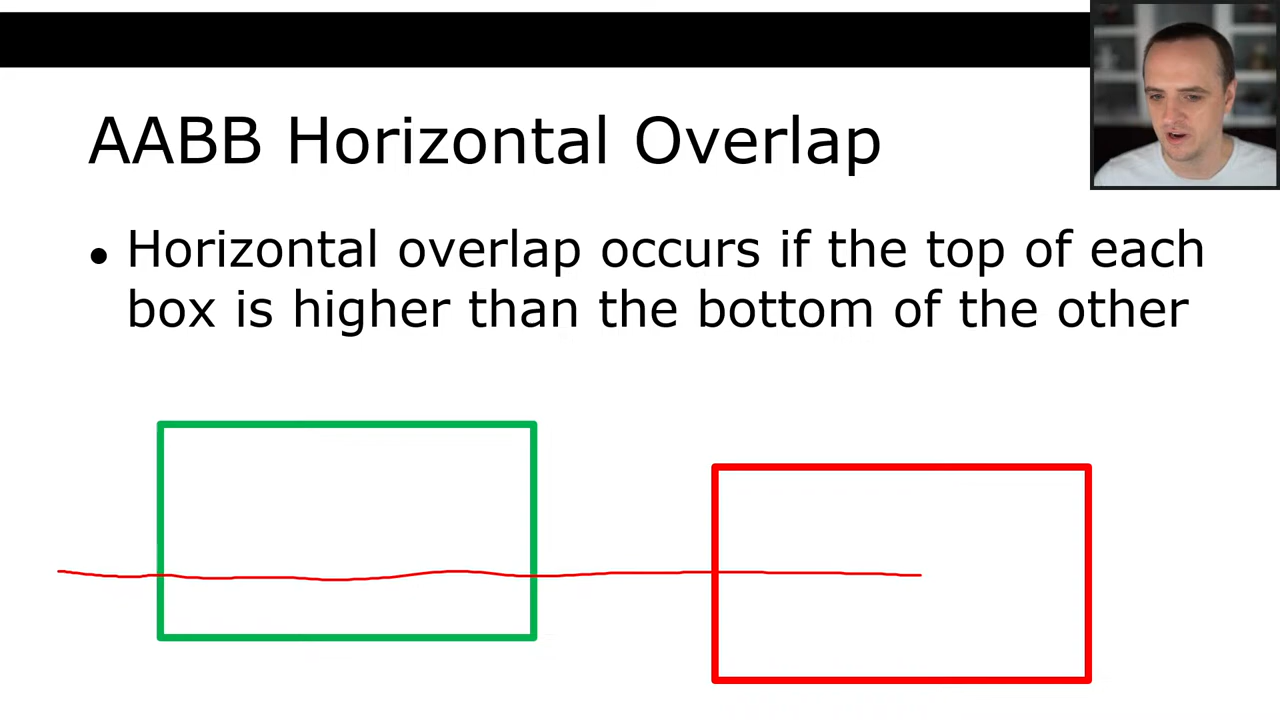 AABB Horizontal Overlap
• Horizontal overlap occurs if the top of each
box is higher than the bottom of the other